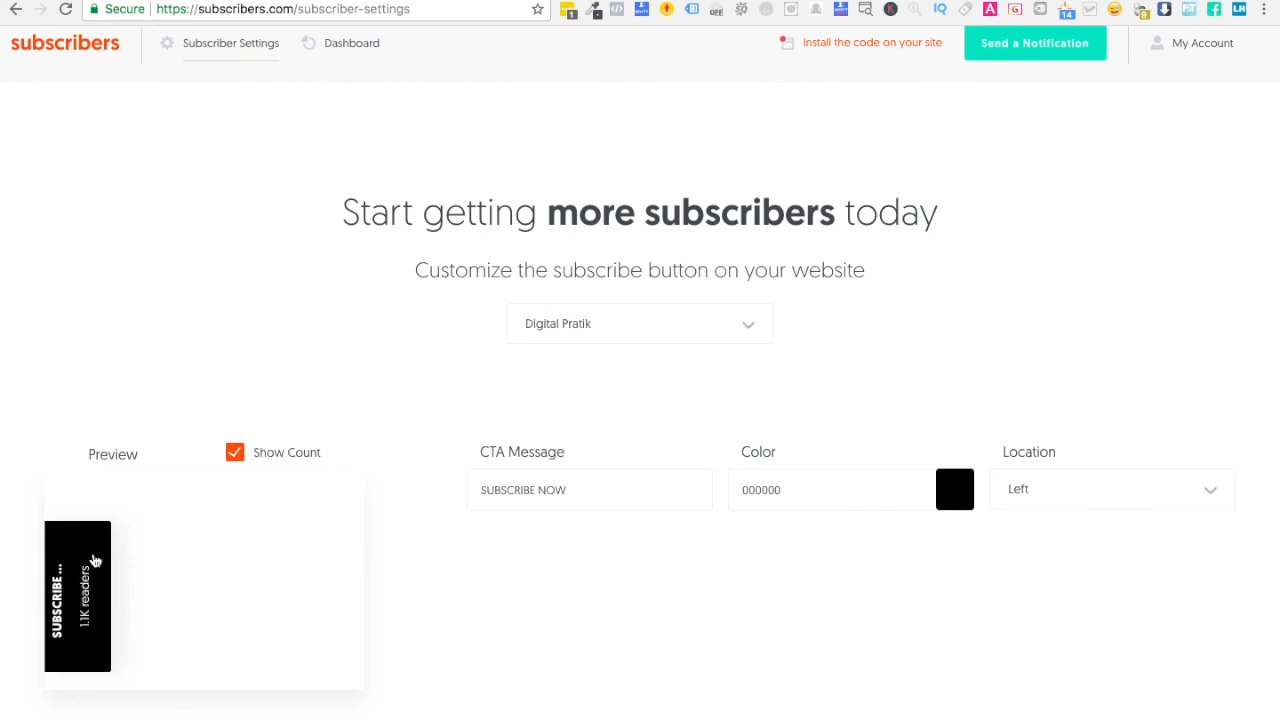 Secure https://subscribers.com/subscriber-settings
subscribers Subscriber Settings Dashboard Install the code on your site Send a Notification My Account
Start getting more subscribers today
Customize the subscribe button on your website
Digital Pratik
Preview Show Count
CTA Message Color Location
SUBSCRIBE NOW 000000 Left
SUBSCRIBE ...
1.1K readers